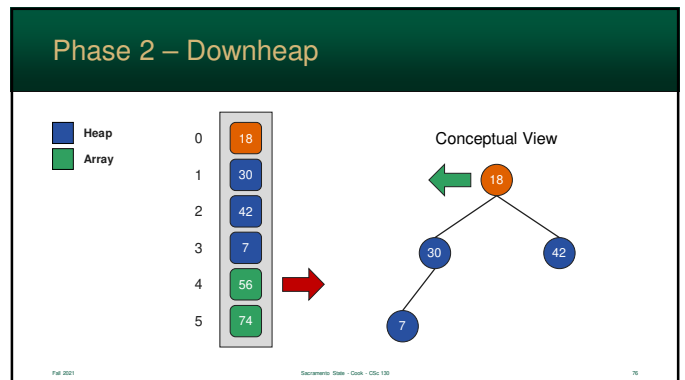 Phase 2 – Downheap
Heap
Array
0
18
1
30
2
42
3
7
4
56
5
74
Conceptual View
18
30
42
7
Fall 2021
Sacramento State - Cook - CSc 130
76